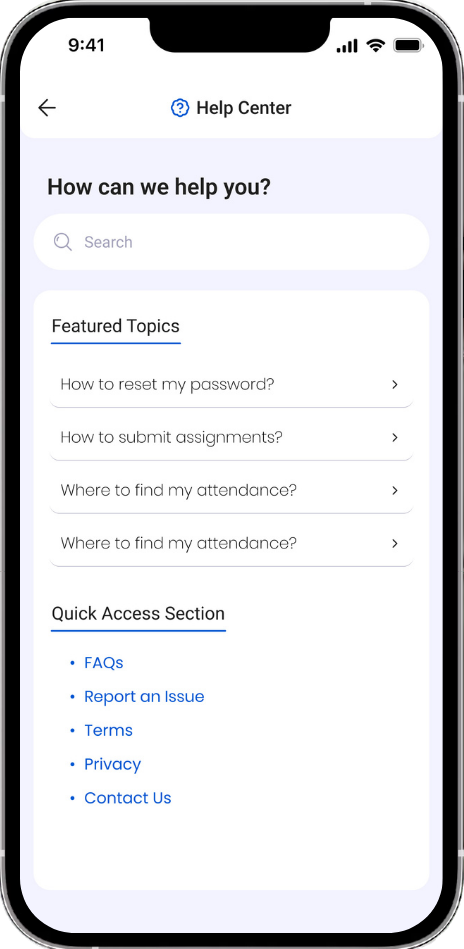 9:41
Help Center
How can we help you?
Search
Featured Topics
How to reset my password?
How to submit assignments?
Where to find my attendance?
Where to find my attendance?
Quick Access Section
• FAQs
• Report an Issue
• Terms
• Privacy
• Contact Us